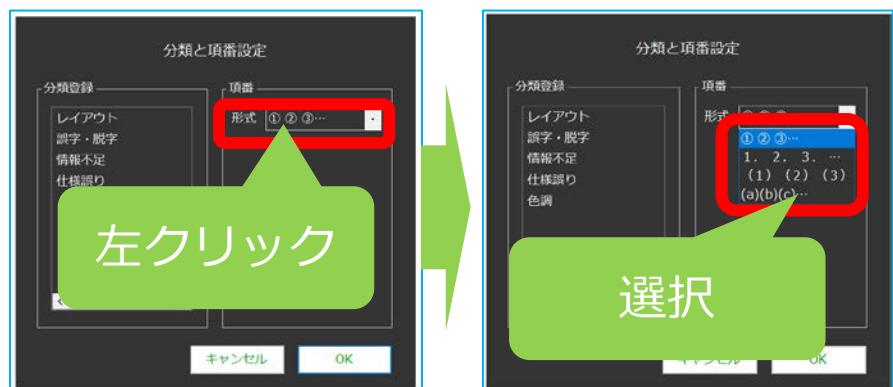 分類と項番設定
分類登録
レイアウト
誤字・脱字
情報不足
仕様誤り
項番
形式 ①②③…
左クリック
キャンセル
OK
分類と項番設定
分類登録
レイアウト
誤字・脱字
情報不足
仕様誤り
色調
項番
形式
①②③…
1. 2. 3. …
(1) (2) (3)
(a)(b)(c)…
選択
OK